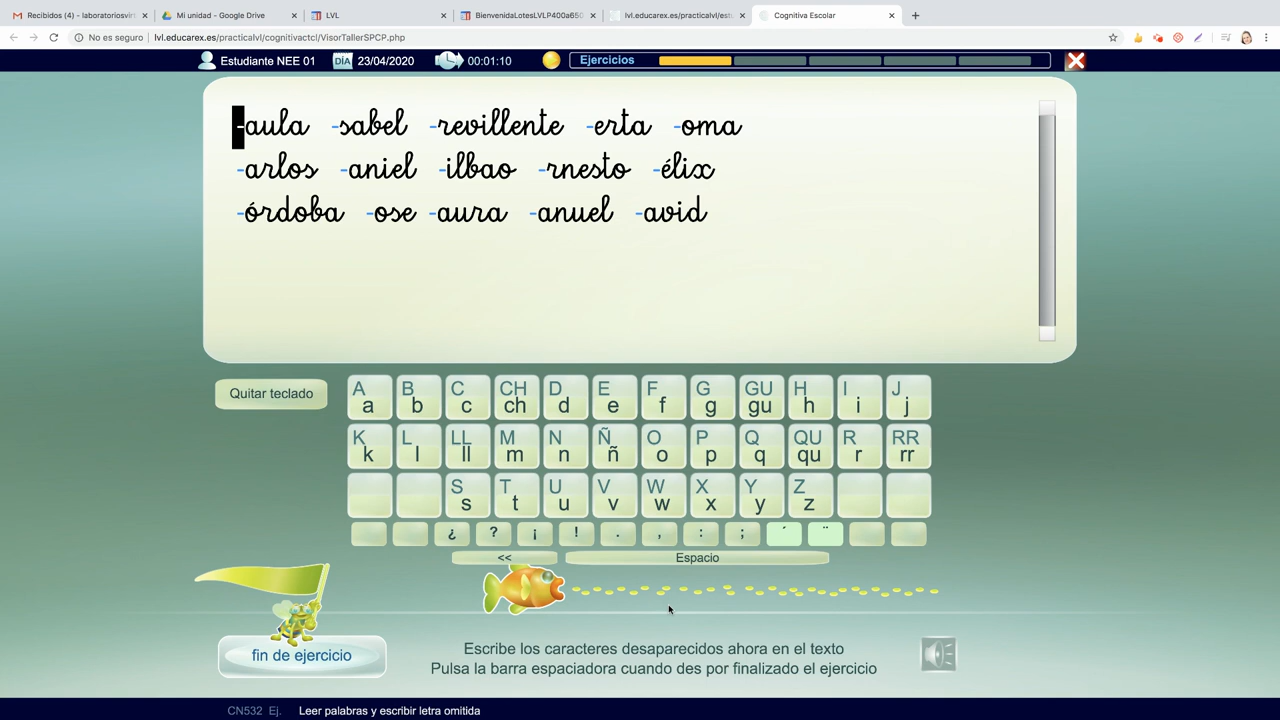 Recibidos (4) - laboratoriosvirt
Mi unidad - Google Drive
LVL
BienvenidaLotesLVLP400a650
lvl.educarex.es/practicalvl/est
Cognitiva Escolar
No es seguro | lvl.educarex.es/practicalvl/cognitivactcl/VisorTallerSPCP.php
Estudiante NEE 01 DÍA 23/04/2020 00:01:10 Ejercicios
-aula -sabel -revillente -erta -oma
-arlos -aniel -ilbao -rnesto -élix
-órdoba -ose -aura -anuel -avid
Quitar teclado
A B C CH D E F G GU H I J
a b c ch d e f g gu h i j
K L LL M N Ñ O P Q QU R RR
k l ll m n ñ o p q qu r rr
S T U V W X Y Z
s t u v w x y z
¿ ? ¡ ! . , : ; ´ ¨
<< Espacio
fin de ejercicio
Escribe los caracteres desaparecidos ahora en el texto
Pulsa la barra espaciadora cuando des por finalizado el ejercicio
CN532 Ej. Leer palabras y escribir letra omitida